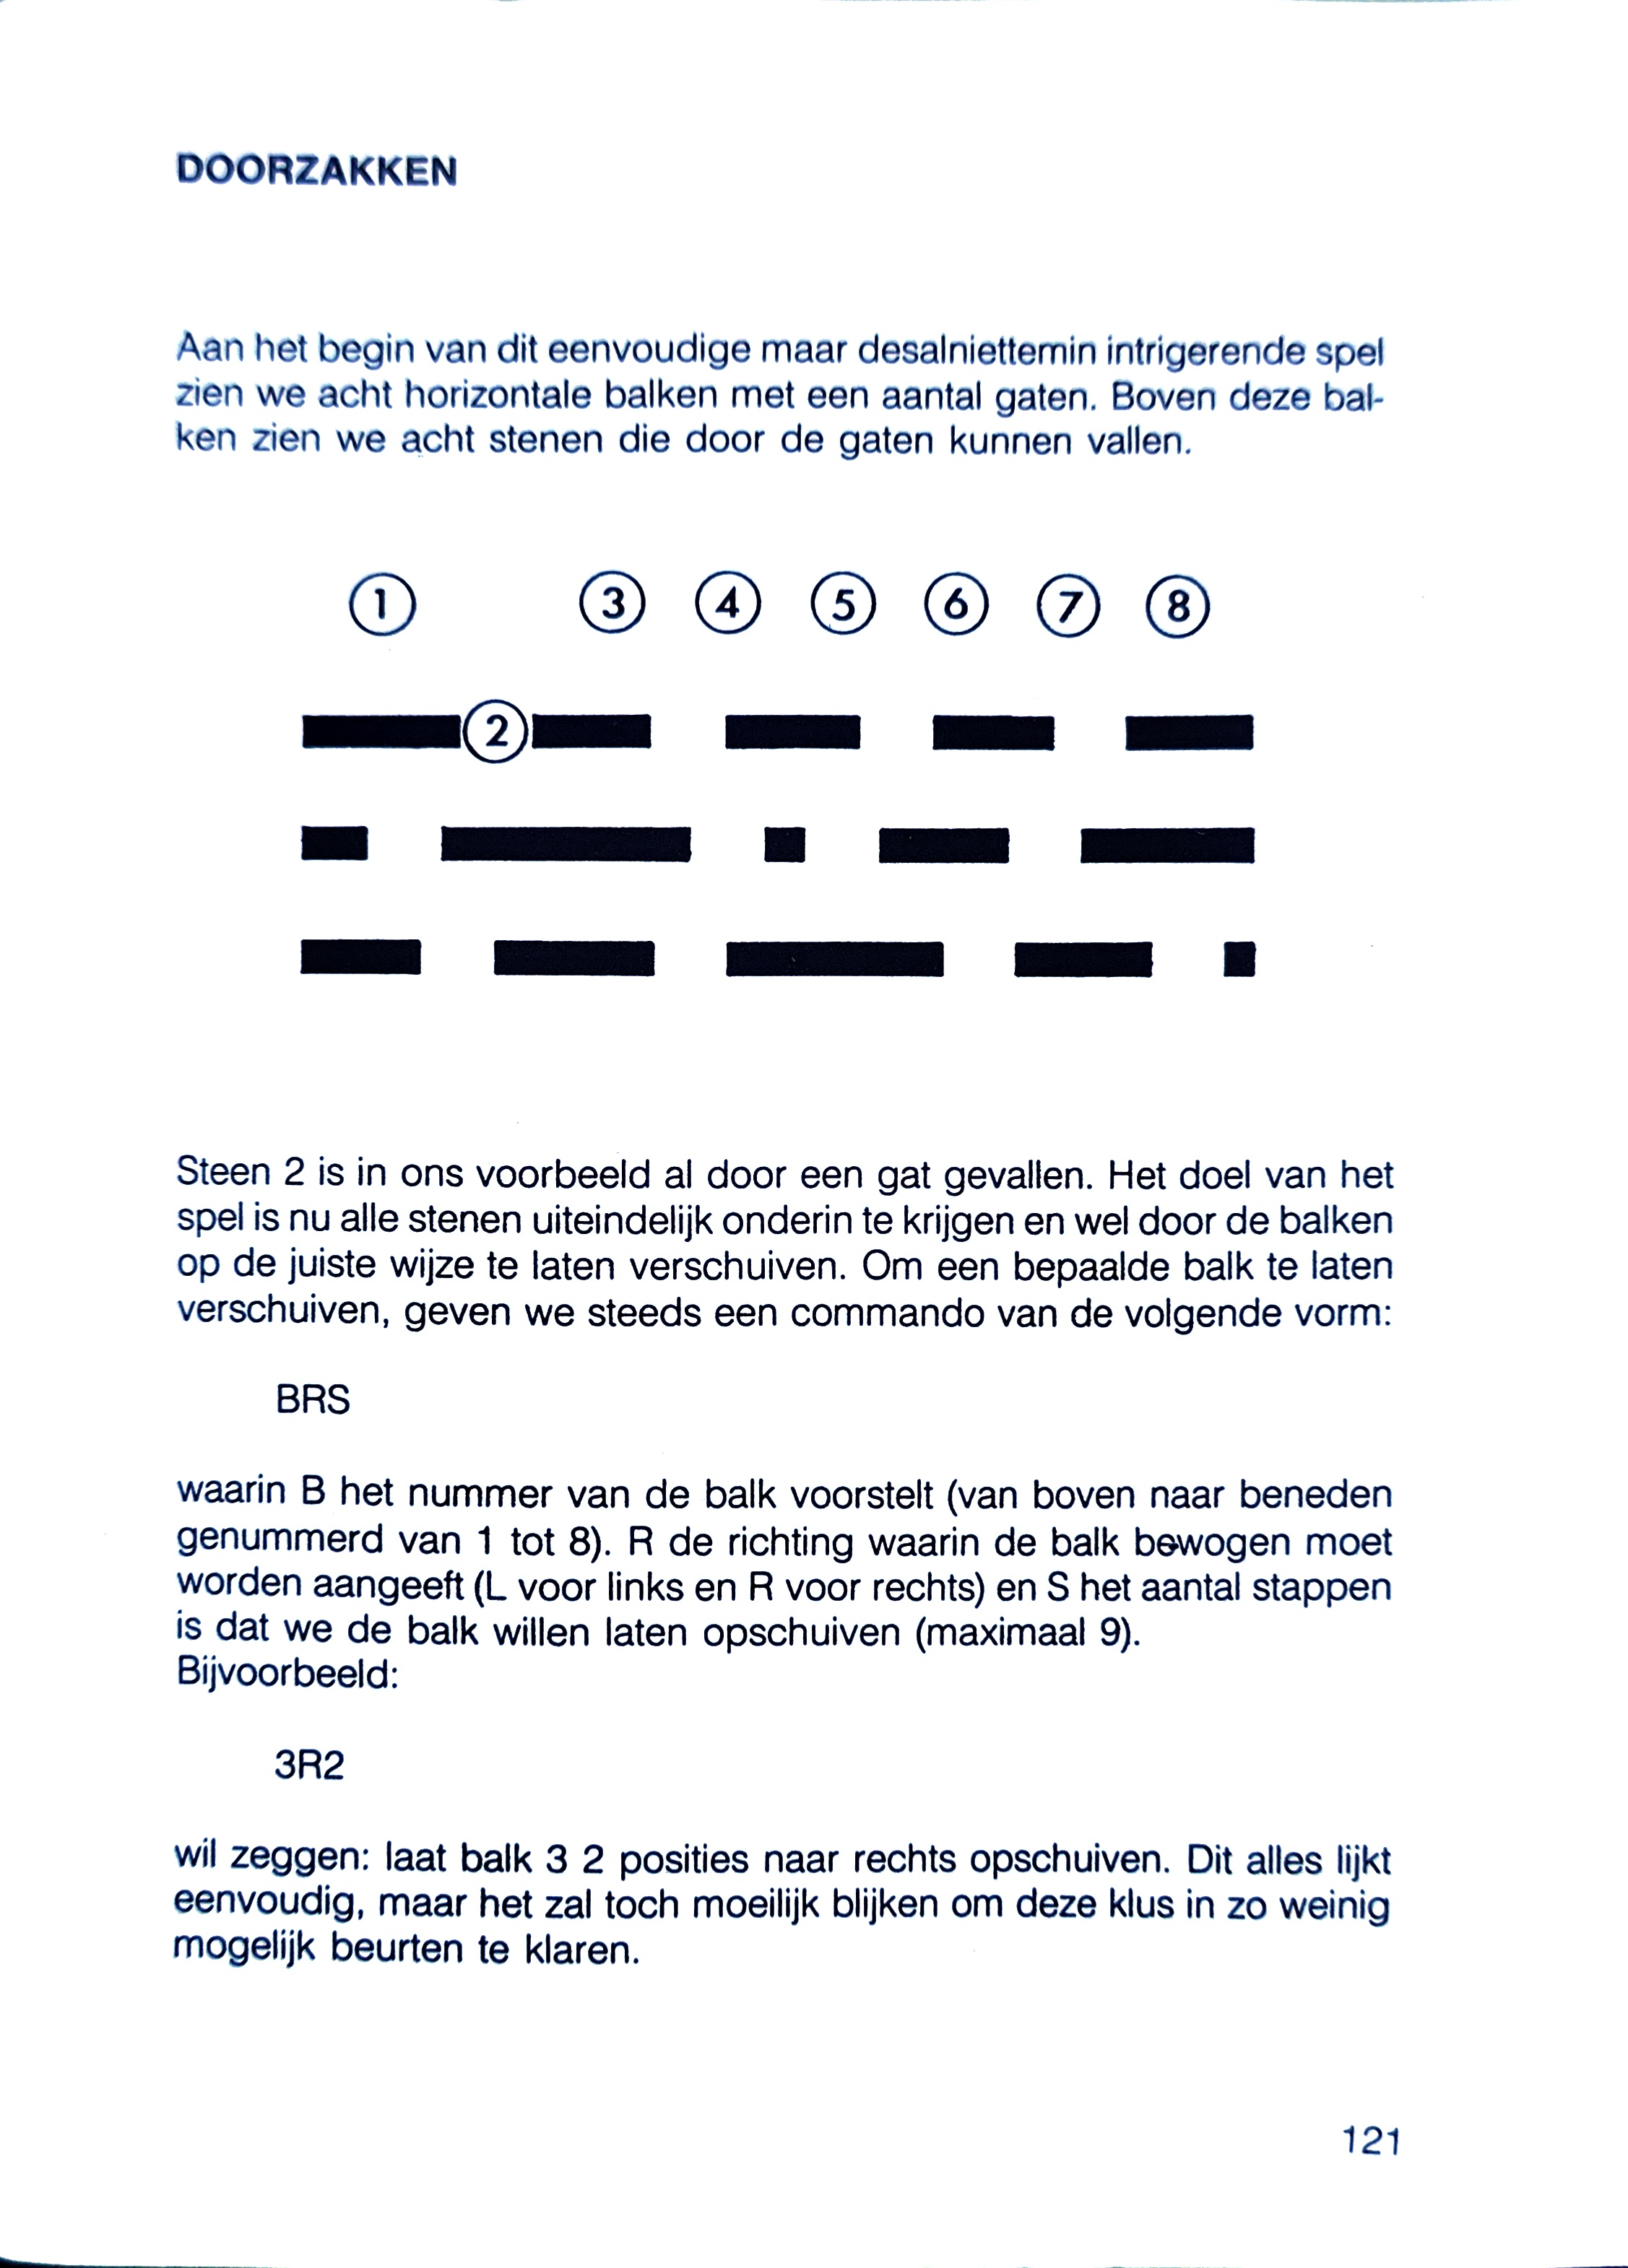 DOORZAKKEN
Aan het begin van dit eenvoudige maar desalniettemin intrigerende spel
zien we acht horizontale balken met een aantal gaten. Boven deze bal-
ken zien we acht stenen die door de gaten kunnen vallen.
1 3 4 5 6 7 8
2
Steen 2 is in ons voorbeeld al door een gat gevallen. Het doel van het
spel is nu alle stenen uiteindelijk onderin te krijgen en wel door de balken
op de juiste wijze te laten verschuiven. Om een bepaalde balk te laten
verschuiven, geven we steeds een commando van de volgende vorm:
BRS
waarin B het nummer van de balk voorstelt (van boven naar beneden
genummerd van 1 tot 8). R de richting waarin de balk bewogen moet
worden aangeeft (L voor links en R voor rechts) en S het aantal stappen
is dat we de balk willen laten opschuiven (maximaal 9).
Bijvoorbeeld:
3R2
wil zeggen: laat balk 3 2 posities naar rechts opschuiven. Dit alles lijkt
eenvoudig, maar het zal toch moeilijk blijken om deze klus in zo weinig
mogelijk beurten te klaren.
121